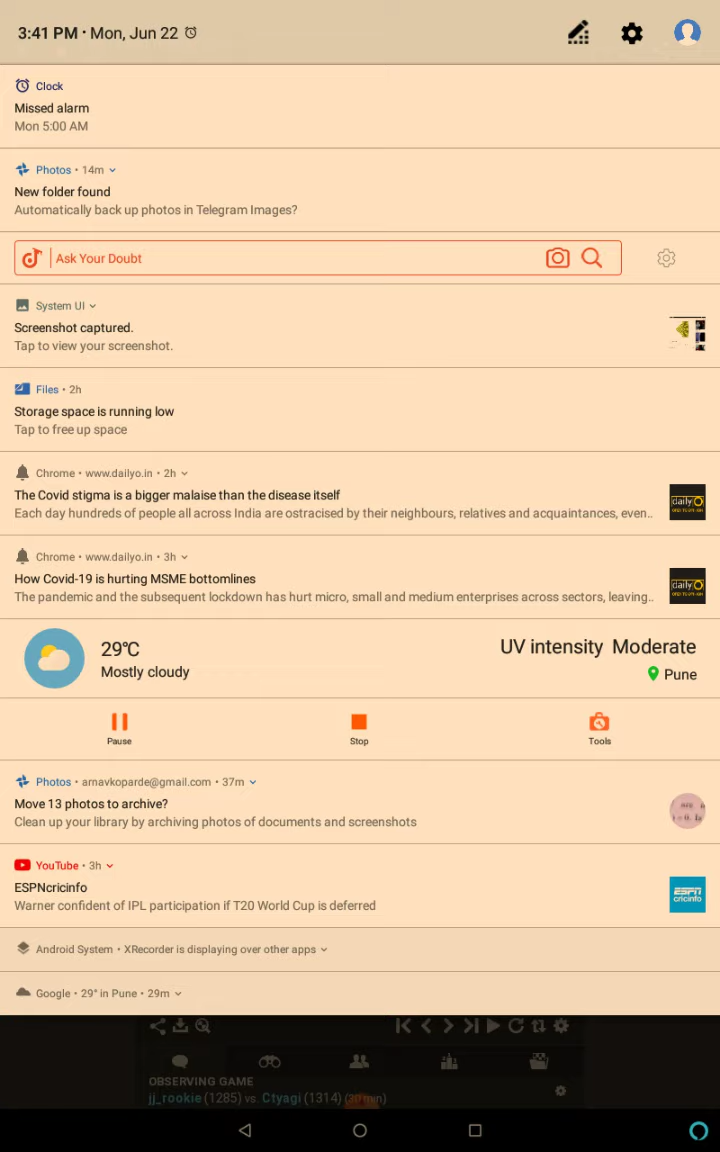 3:41 PM • Mon, Jun 22
Clock
Missed alarm
Mon 5:00 AM
Photos • 14m
New folder found
Automatically back up photos in Telegram Images?
Ask Your Doubt
System UI
Screenshot captured.
Tap to view your screenshot.
Files • 2h
Storage space is running low
Tap to free up space
Chrome • www.dailyo.in • 2h
The Covid stigma is a bigger malaise than the disease itself
Each day hundreds of people all across India are ostracised by their neighbours, relatives and acquaintances, even..
dailyO
Chrome • www.dailyo.in • 3h
How Covid-19 is hurting MSME bottomlines
The pandemic and the subsequent lockdown has hurt micro, small and medium enterprises across sectors, leaving..
dailyO
29℃
Mostly cloudy
UV intensity Moderate
Pune
Pause
Stop
Tools
Photos • arnavkoparde@gmail.com • 37m
Move 13 photos to archive?
Clean up your library by archiving photos of documents and screenshots
YouTube • 3h
ESPNcricinfo
Warner confident of IPL participation if T20 World Cup is deferred
ESPN
cricinfo
Android System • XRecorder is displaying over other apps
Google • 29° in Pune • 29m
OBSERVING GAME
jj_rookie (1285) vs. Ctyagi (1314) (30 min)